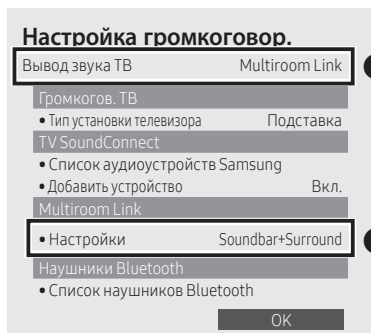 Настройка громкоговор.
Вывод звука ТВ Multiroom Link
Громкогов. ТВ
• Тип установки телевизора Подставка
TV SoundConnect
• Список аудиоустройств Samsung
• Добавить устройство Вкл.
Multiroom Link
• Настройки Soundbar+Surround
Наушники Bluetooth
• Список наушников Bluetooth
OK